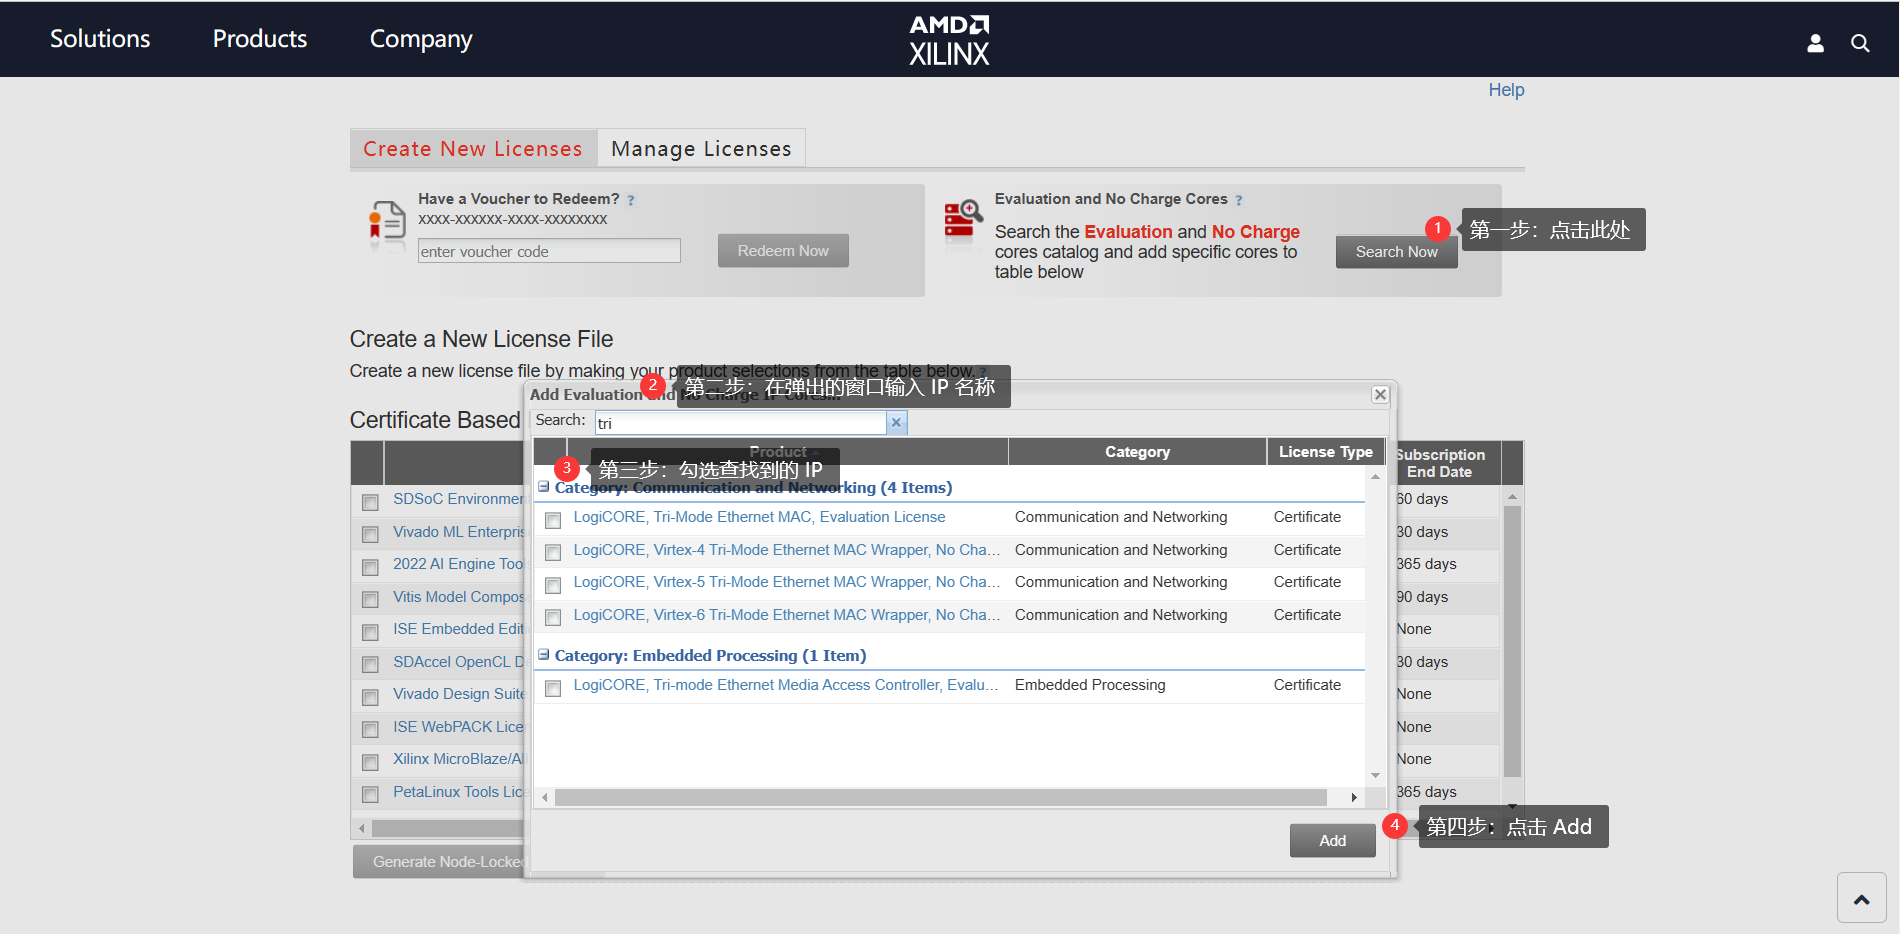 Solutions
Products
Company
AMD
XILINX
Help
Create New Licenses
Manage Licenses
Have a Voucher to Redeem? ?
XXXX-XXXXXX-XXXX-XXXXXXXX
enter voucher code
Redeem Now
Evaluation and No Charge Cores ?
Search the Evaluation and No Charge
cores catalog and add specific cores to
table below
Search Now
1
第一步：点击此处
Create a New License File
Create a new license file by making your product selections from the table below. ?
2
第二步：在弹出的窗口输入 IP 名称
Add Evaluation and No Charge IP Cores...
Certificate Based
Search:
tri
Product
Category
License Type
Subscription
End Date
3
第三步：勾选查找到的 IP
Category: Communication and Networking (4 Items)
LogiCORE, Tri-Mode Ethernet MAC, Evaluation License
Communication and Networking
Certificate
LogiCORE, Virtex-4 Tri-Mode Ethernet MAC Wrapper, No Cha...
Communication and Networking
Certificate
LogiCORE, Virtex-5 Tri-Mode Ethernet MAC Wrapper, No Cha...
Communication and Networking
Certificate
LogiCORE, Virtex-6 Tri-Mode Ethernet MAC Wrapper, No Cha...
Communication and Networking
Certificate
Category: Embedded Processing (1 Item)
LogiCORE, Tri-mode Ethernet Media Access Controller, Evalu...
Embedded Processing
Certificate
SDSoC Environmen
60 days
Vivado ML Enterpris
30 days
2022 AI Engine Too
365 days
Vitis Model Compos
90 days
ISE Embedded Edit
None
SDAccel OpenCL D
30 days
Vivado Design Suite
None
ISE WebPACK Lice
None
Xilinx MicroBlaze/Al
None
PetaLinux Tools Lic
365 days
Add
4
第四步：点击 Add
Generate Node-Locked